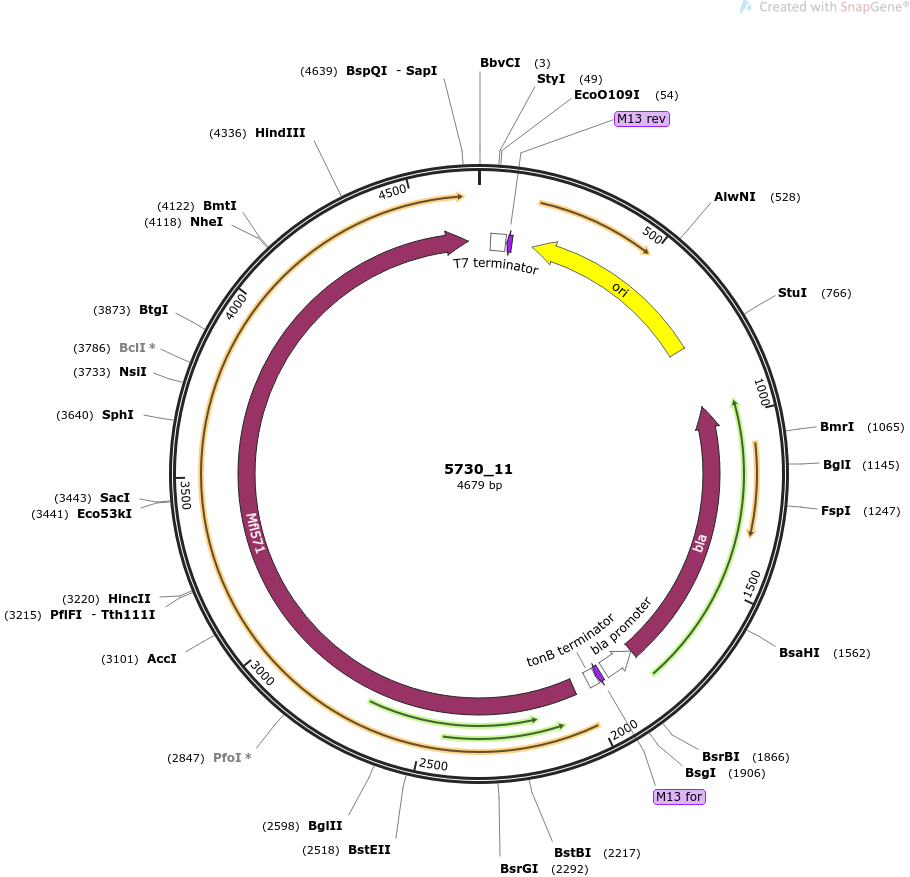 Created with SnapGene®
(4639) BspQI - SapI
BbvCI (3)
StyI (49)
EcoO109I (54)
M13 rev
(4336) HindIII
(4122) BmtI
(4118) NheI
(3873) BtgI
(3786) BclI *
(3733) NsiI
(3640) SphI
(3443) SacI
(3441) Eco53kI
(3220) HincII
(3215) PflFI - Tth111I
(3101) AccI
(2847) PfoI *
(2598) BglII
(2518) BstEII
BsrGI (2292)
BstBI (2217)
M13 for
BsgI (1906)
BsrBI (1866)
BsaHI (1562)
FspI (1247)
BglI (1145)
BmrI (1065)
StuI (766)
AlwNI (528)
500
1000
1500
2000
2500
3000
3500
4000
4500
T7 terminator
ori
bla
bla promoter
tonB terminator
Mfl571
5730_11
4679 bp